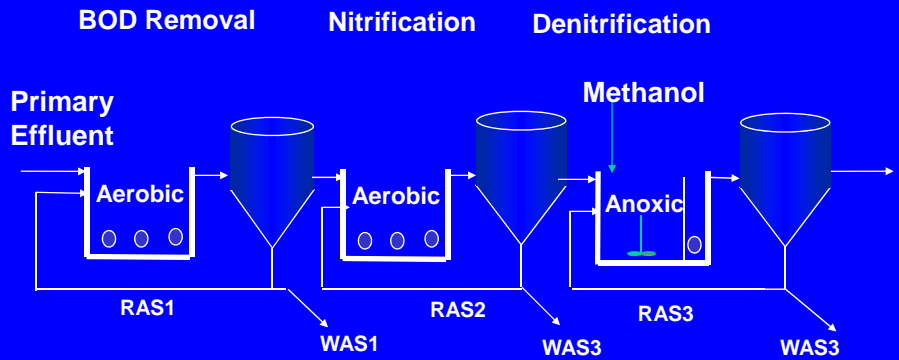 BOD Removal
Nitrification
Denitrification
Primary
Effluent
Methanol
Aerobic
Aerobic
Anoxic
RAS1
RAS2
RAS3
WAS1
WAS3
WAS3